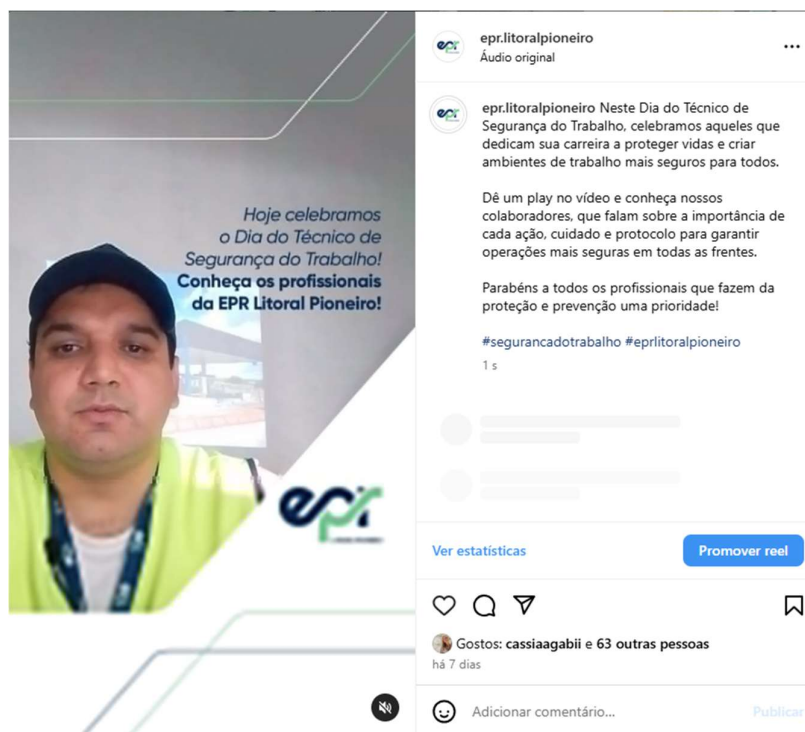 Hoje celebramos
o Dia do Técnico de
Segurança do Trabalho!
Conheça os profissionais
da EPR Litoral Pioneiro!
epr
epr.litoralpioneiro
Áudio original
epr.litoralpioneiro Neste Dia do Técnico de
Segurança do Trabalho, celebramos aqueles que
dedicam sua carreira a proteger vidas e criar
ambientes de trabalho mais seguros para todos.
Dê um play no vídeo e conheça nossos
colaboradores, que falam sobre a importância de
cada ação, cuidado e protocolo para garantir
operações mais seguras em todas as frentes.
Parabéns a todos os profissionais que fazem da
proteção e prevenção uma prioridade!
#segurancadotrabalho #eprlitoralpioneiro
1 s
Ver estatísticas
Promover reel
Gostos: cassiaagabii e 63 outras pessoas
há 7 dias
Adicionar comentário...
Publicar